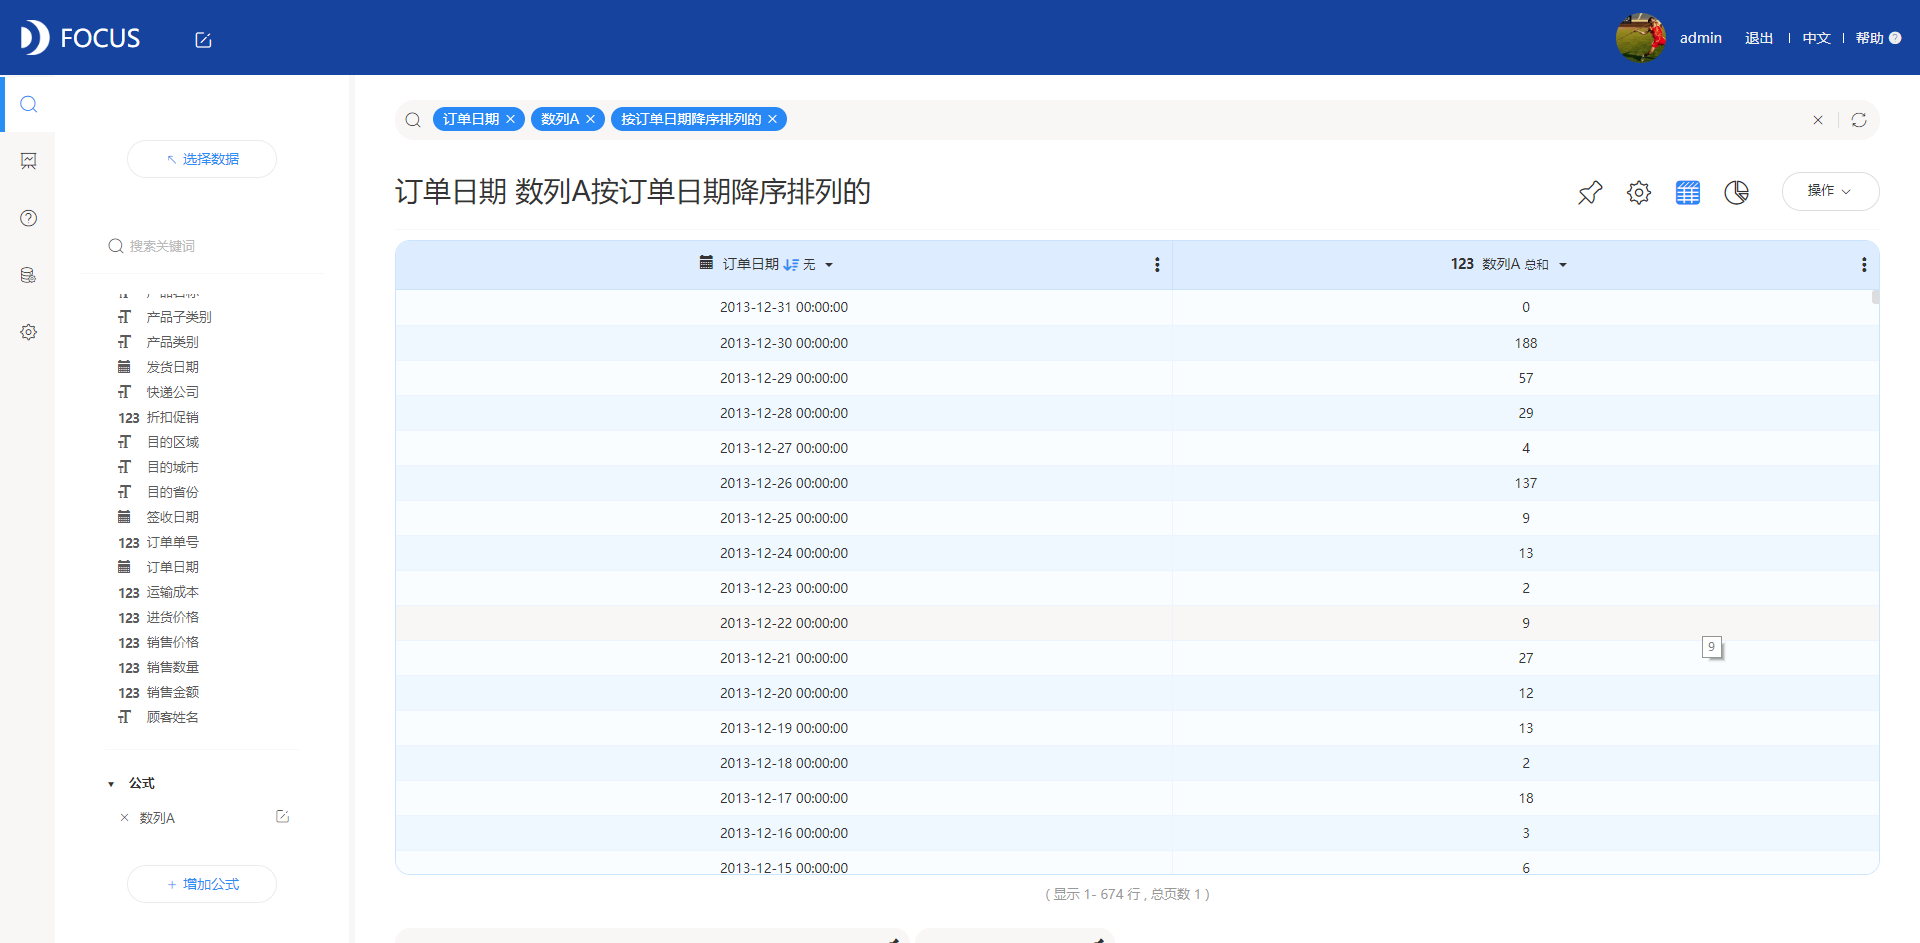 FOCUS
admin 退出 | 中文 | 帮助 ?
选择数据
搜索关键词
产品名称
产品子类别
产品类别
发货日期
快递公司
123 折扣促销
目的区域
目的城市
目的省份
签收日期
123 订单单号
订单日期
123 运输成本
123 进货价格
123 销售价格
123 销售数量
123 销售金额
顾客姓名
公式
× 数列A
+ 增加公式
订单日期 × 数列A × 按订单日期降序排列的 ×
订单日期 数列A按订单日期降序排列的
操作
订单日期 无 123 数列A 总和
2013-12-31 00:00:00 0
2013-12-30 00:00:00 188
2013-12-29 00:00:00 57
2013-12-28 00:00:00 29
2013-12-27 00:00:00 4
2013-12-26 00:00:00 137
2013-12-25 00:00:00 9
2013-12-24 00:00:00 13
2013-12-23 00:00:00 2
2013-12-22 00:00:00 9
9
2013-12-21 00:00:00 27
2013-12-20 00:00:00 12
2013-12-19 00:00:00 13
2013-12-18 00:00:00 2
2013-12-17 00:00:00 18
2013-12-16 00:00:00 3
2013-12-15 00:00:00 6
( 显示 1- 674 行 , 总页数 1 )